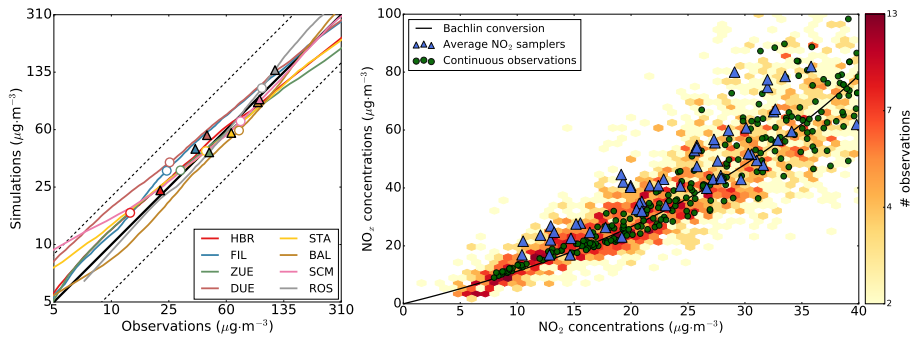 310
135
60
25
10
5
5
10
25
60
135
310
Simulations (μg·m⁻³)
Observations (μg·m⁻³)
HBR
FIL
ZUE
DUE
STA
BAL
SCM
ROS
100
80
60
40
20
0
0
5
10
15
20
25
30
35
40
NOₓ concentrations (μg·m⁻³)
NO₂ concentrations (μg·m⁻³)
Bachlin conversion
Average NO₂ samplers
Continuous observations
13
7
4
2
# observations